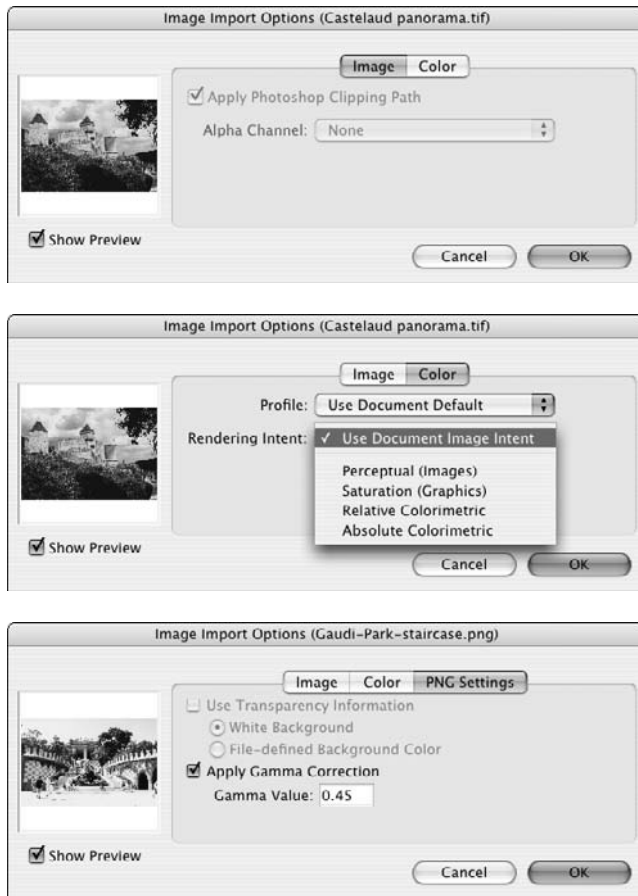 Image Import Options (Castelaud panorama.tif)
Image Color
Apply Photoshop Clipping Path
Alpha Channel: None
Show Preview
Cancel OK
Image Import Options (Castelaud panorama.tif)
Image Color
Profile: Use Document Default
Rendering Intent: ✓ Use Document Image Intent
Perceptual (Images)
Saturation (Graphics)
Relative Colorimetric
Absolute Colorimetric
Show Preview
Cancel OK
Image Import Options (Gaudi-Park-staircase.png)
Image Color PNG Settings
Use Transparency Information
White Background
File-defined Background Color
Apply Gamma Correction
Gamma Value: 0.45
Show Preview
Cancel OK